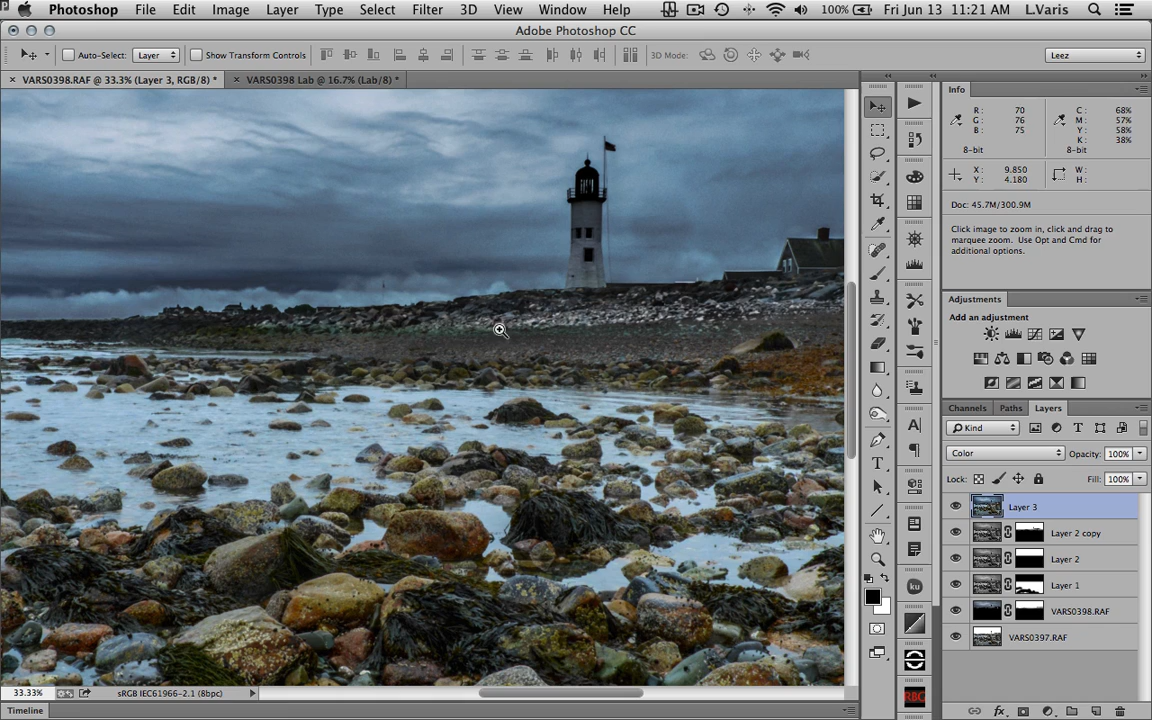 Photoshop File Edit Image Layer Type Select Filter 3D View Window Help 100% Fri Jun 13 11:21 AM L.Varis
Adobe Photoshop CC
Auto-Select: Layer Show Transform Controls 3D Mode: Leez
× VARS0398.RAF @ 33.3% (Layer 3, RGB/8) * × VARS0398 Lab @ 16.7% (Lab/8) *
Info
R: 70 C: 68%
G: 76 M: 57%
B: 75 Y: 58%
K: 38%
8-bit 8-bit
X: 9.850 W:
Y: 4.180 H:
Doc: 45.7M/300.9M
Click image to zoom in, click and drag to
marquee zoom. Use Opt and Cmd for
additional options.
Adjustments
Add an adjustment
Channels Paths Layers
Kind
Color Opacity: 100%
Lock: Fill: 100%
Layer 3
Layer 2 copy
Layer 2
Layer 1
VARS0398.RAF
VARS0397.RAF
ku
RBG
33.33% sRGB IEC61966-2.1 (8bpc)
Timeline